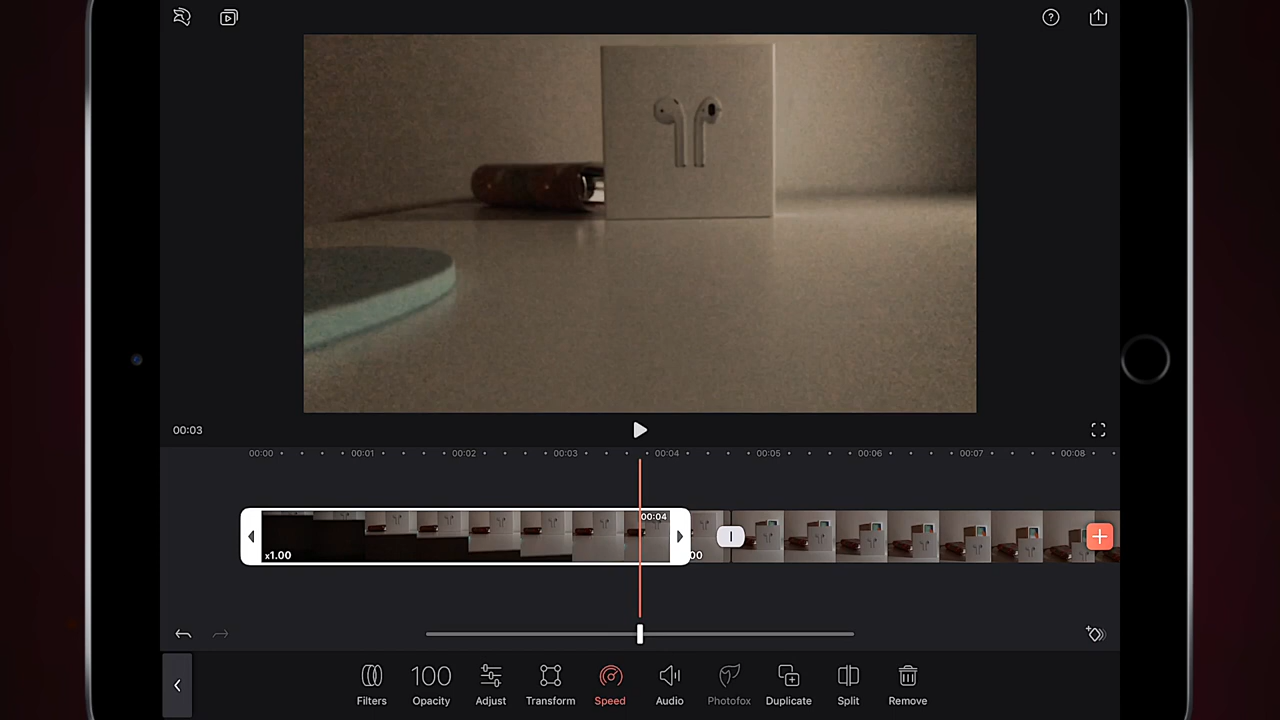 00:03
00:00 00:01 00:02 00:03 00:04 00:05 00:06 00:07 00:08
00:04
x1.00
00
100
Filters Opacity Adjust Transform Speed Audio Photofox Duplicate Split Remove